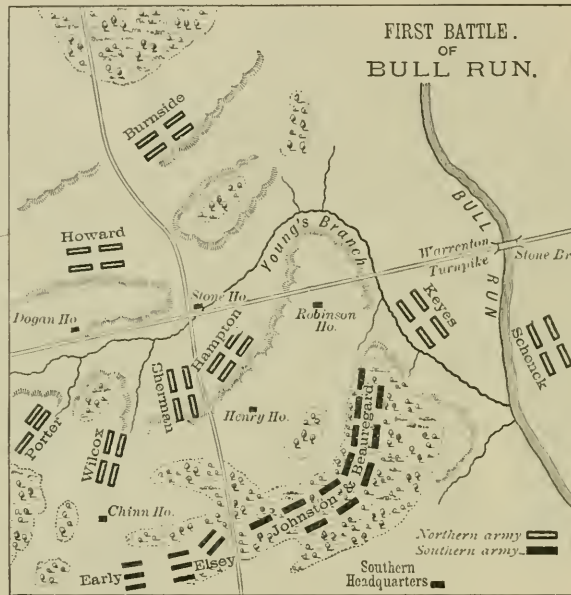 FIRST BATTLE.
OF
BULL RUN.
Burnside
BULL
RUN
Howard
Young's Branch
Warrenton
Turnpike
Stone Br
Stone Ho.
Dogan Ho.
Robinson
Ho.
Keyes
Hampton
Schenck
Sherman
Henry Ho.
Porter
Wilcox
Johnston & Beauregard
Chinn Ho.
Elsey
Early
Northern army
Southern army
Southern
Headquarters